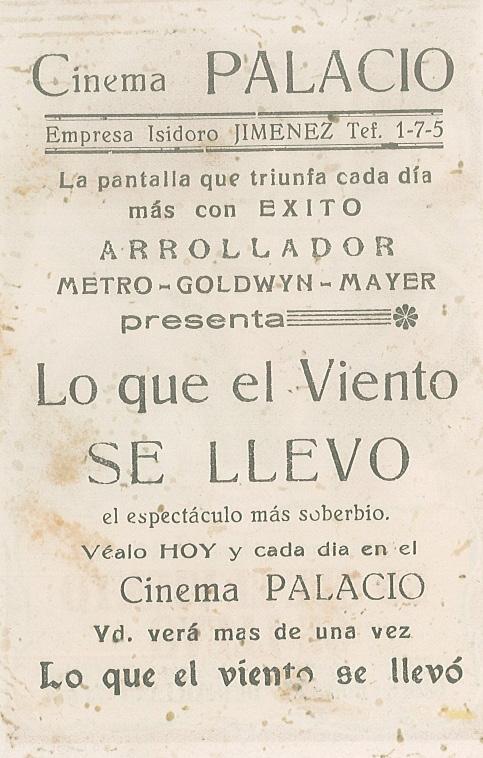 Cinema PALACIO
Empresa Isidoro JIMENEZ Tef. 1-7-5
La pantalla que triunfa cada día
más con EXITO
ARROLLADOR
METRO-GOLDWYN-MAYER
presenta
Lo que el Viento
SE LLEVO
el espectáculo más soberbio.
Véalo HOY y cada dia en el
Cinema PALACIO
Vd. verá mas de una vez
Lo que el viento se llevó